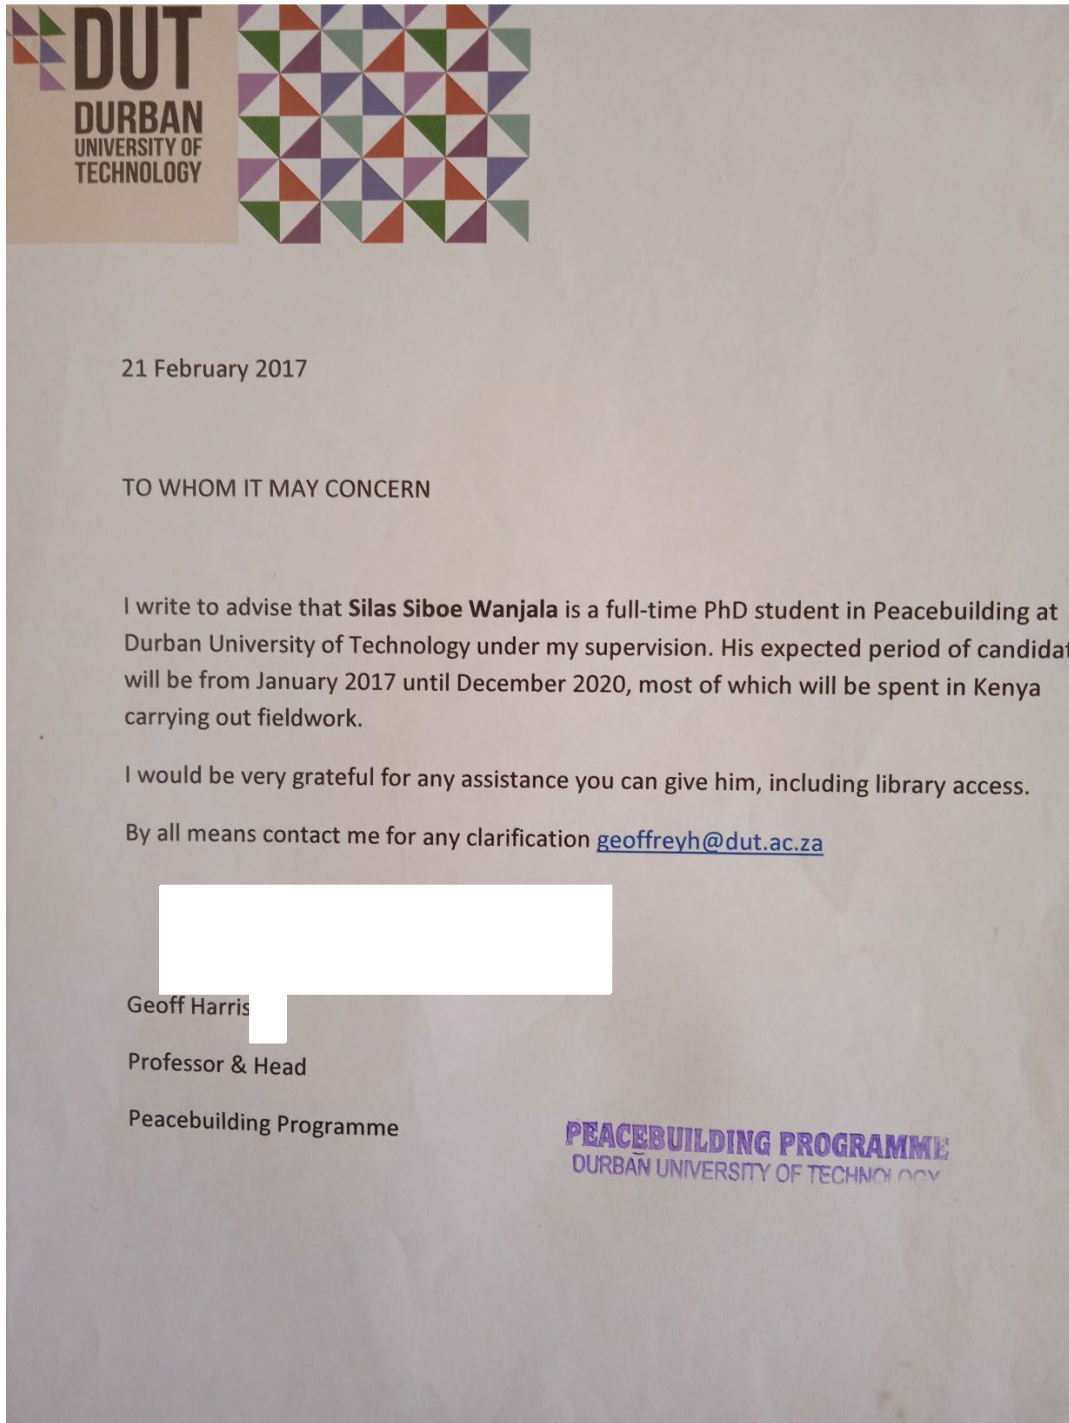 DUT
DURBAN
UNIVERSITY OF
TECHNOLOGY
21 February 2017
TO WHOM IT MAY CONCERN
I write to advise that Silas Siboe Wanjala is a full-time PhD student in Peacebuilding at
Durban University of Technology under my supervision. His expected period of candidat
will be from January 2017 until December 2020, most of which will be spent in Kenya
carrying out fieldwork.
I would be very grateful for any assistance you can give him, including library access.
By all means contact me for any clarification geoffreyh@dut.ac.za
Geoff Harris
Professor & Head
Peacebuilding Programme
PEACEBUILDING PROGRAMME
DURBAN UNIVERSITY OF TECHNOLOGY